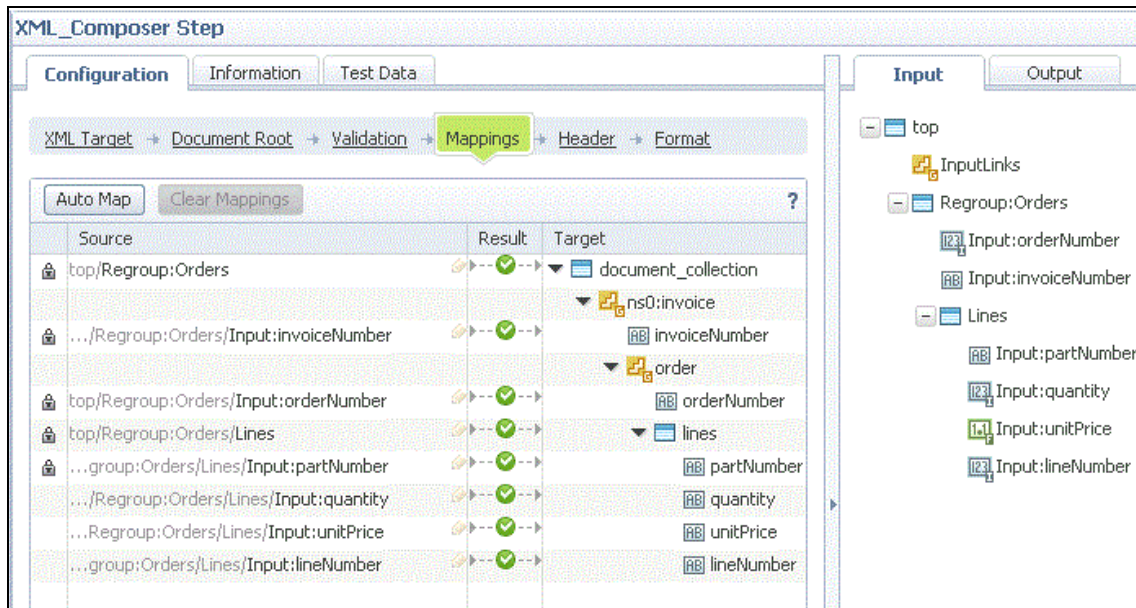 XML_Composer Step
Configuration Information Test Data
XML Target Document Root Validation Mappings Header Format
Auto Map Clear Mappings ?
Source Result Target
top/Regroup:Orders document_collection
ns0:invoice
.../Regroup:Orders/Input:invoiceNumber invoiceNumber
order
top/Regroup:Orders/Input:orderNumber orderNumber
top/Regroup:Orders/Lines lines
...group:Orders/Lines/Input:partNumber partNumber
.../Regroup:Orders/Lines/Input:quantity quantity
...Regroup:Orders/Lines/Input:unitPrice unitPrice
...group:Orders/Lines/Input:lineNumber lineNumber
Input Output
top
InputLinks
Regroup:Orders
Input:orderNumber
Input:invoiceNumber
Lines
Input:partNumber
Input:quantity
Input:unitPrice
Input:lineNumber